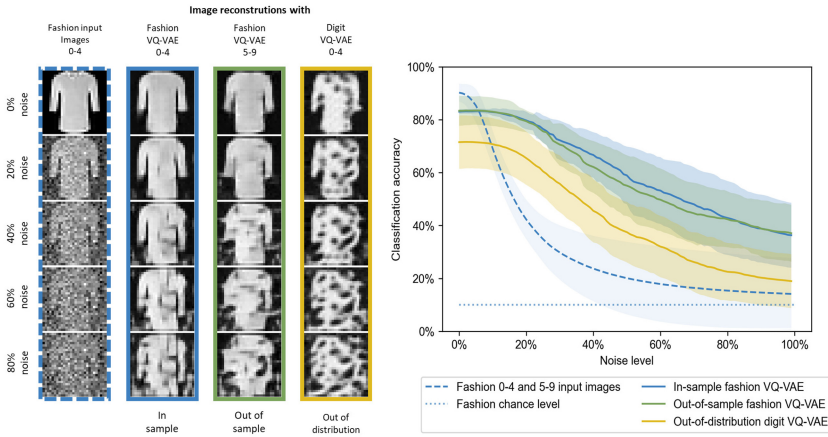 Image reconstrutions with
Fashion input
Images
0-4
Fashion
VQ-VAE
0-4
Fashion
VQ-VAE
5-9
Digit
VQ-VAE
0-4
0%
noise
20%
noise
40%
noise
60%
noise
80%
noise
In
sample
Out of
sample
Out of
distribution
Classification accuracy
100%
80%
60%
40%
20%
0%
0%
20%
40%
60%
80%
100%
Noise level
Fashion 0-4 and 5-9 input images
Fashion chance level
In-sample fashion VQ-VAE
Out-of-sample fashion VQ-VAE
Out-of-distribution digit VQ-VAE